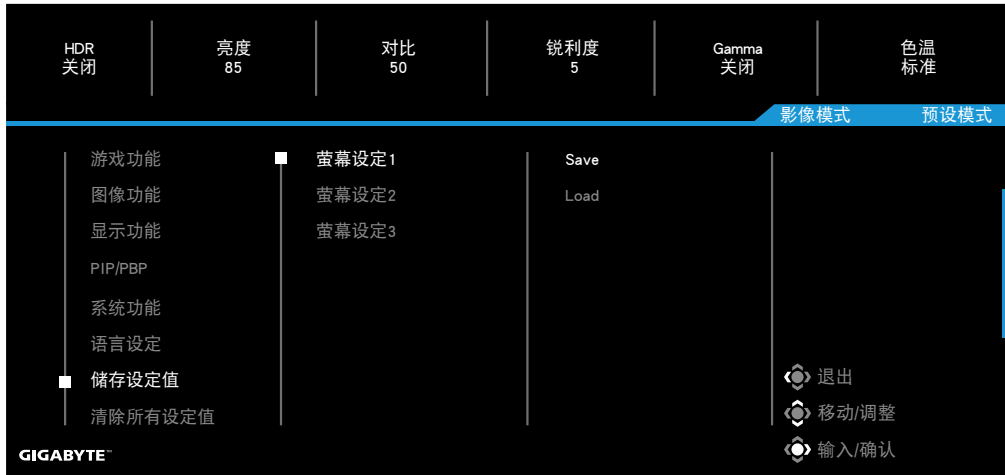 HDR
关闭
亮度
85
对比
50
锐利度
5
Gamma
关闭
色温
标准
影像模式 预设模式
游戏功能 萤幕设定1 Save
图像功能 萤幕设定2 Load
显示功能 萤幕设定3
PIP/PBP
系统功能
语言设定
储存设定值
清除所有设定值
退出
移动/调整
输入/确认
GIGABYTE™